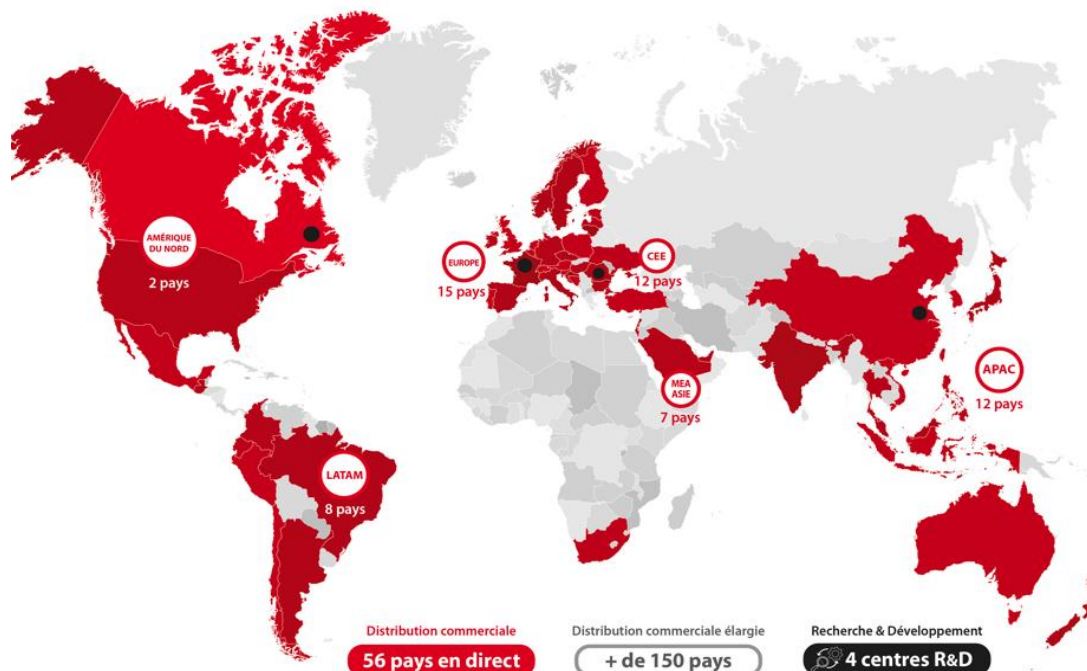 AMÉRIQUE
DU NORD
2 pays
EUROPE
15 pays
CEE
12 pays
MEA
ASIE
7 pays
APAC
12 pays
LATAM
8 pays
Distribution commerciale
56 pays en direct
Distribution commerciale élargie
+ de 150 pays
Recherche & Développement
4 centres R&D